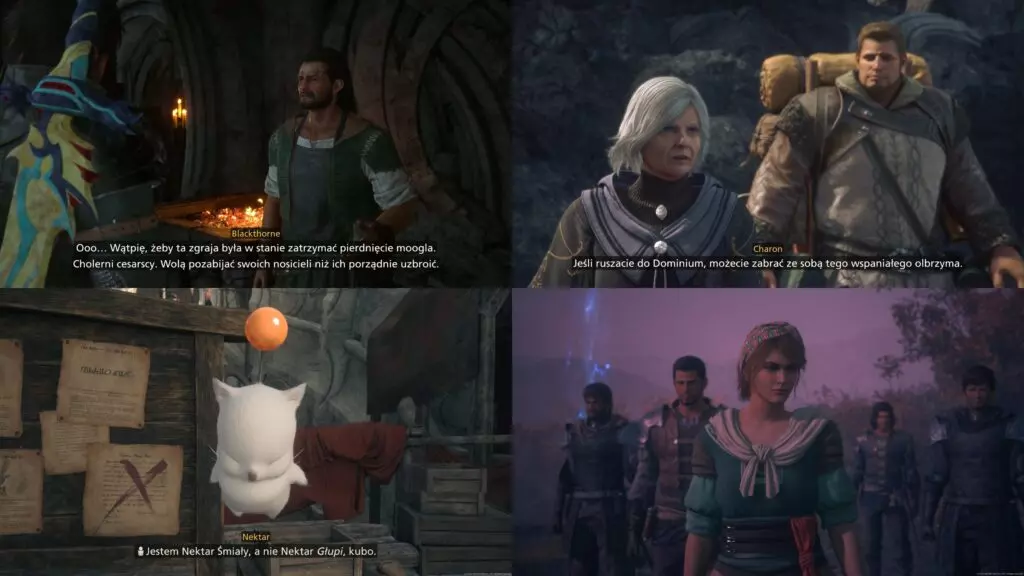 Blackthorne
Ooo... Wątpię, żeby ta zgraja była w stanie zatrzymać pierdnięcie moogla.
Cholerni cesarscy. Wolą pozabijać swoich nosicieli niż ich porządnie uzbroić.
Charon
Jeśli ruszacie do Dominium, możecie zabrać ze sobą tego wspaniałego olbrzyma.
Nektar
Jestem Nektar Śmiały, a nie Nektar Głupi, kubo.